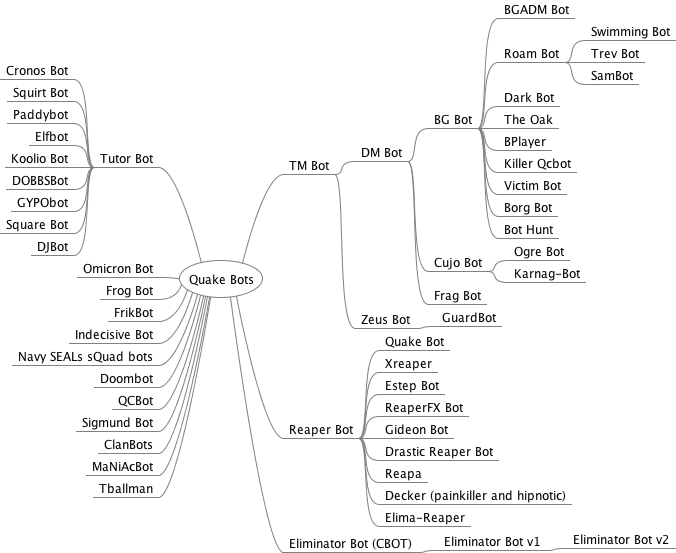 Quake Bots
Tutor Bot
Cronos Bot
Squirt Bot
Paddybot
Elfbot
Koolio Bot
DOBBSBot
GYPObot
Square Bot
DJBot
Omicron Bot
Frog Bot
FrikBot
Indecisive Bot
Navy SEALs sQuad bots
Doombot
QCBot
Sigmund Bot
ClanBots
MaNiAcBot
Tballman
TM Bot
DM Bot
BG Bot
BGADM Bot
Roam Bot
Swimming Bot
Trev Bot
SamBot
Dark Bot
The Oak
BPlayer
Killer Qcbot
Victim Bot
Borg Bot
Bot Hunt
Cujo Bot
Ogre Bot
Karnag-Bot
Frag Bot
Zeus Bot
GuardBot
Reaper Bot
Quake Bot
Xreaper
Estep Bot
ReaperFX Bot
Gideon Bot
Drastic Reaper Bot
Reapa
Decker (painkiller and hipnotic)
Elima-Reaper
Eliminator Bot (CBOT)
Eliminator Bot v1
Eliminator Bot v2